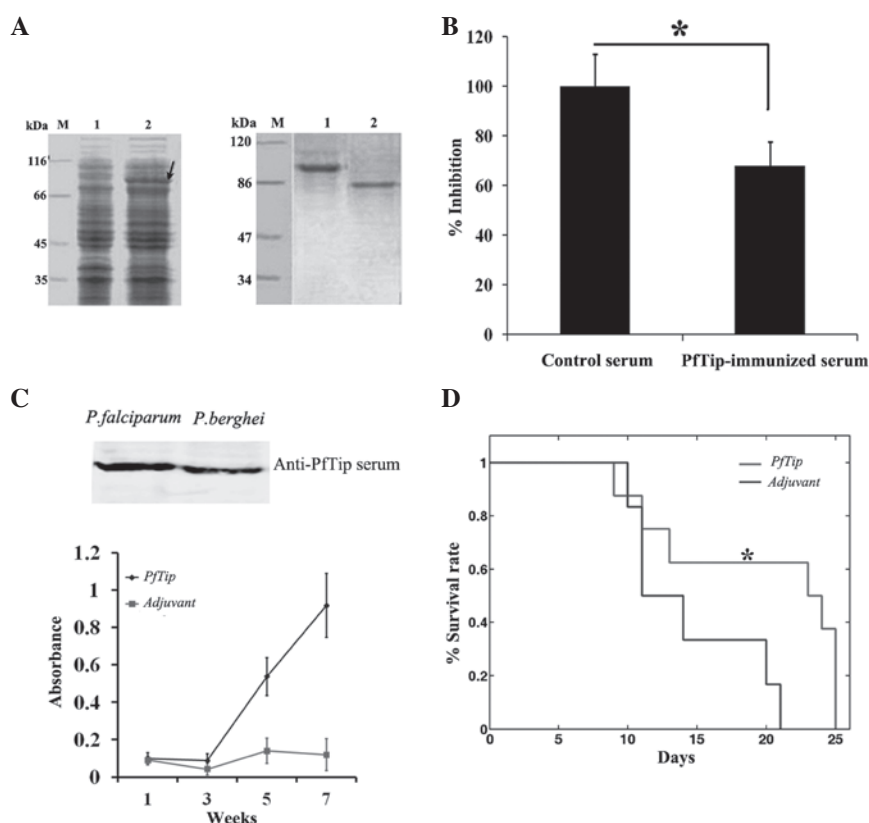 A
kDa M 1 2
116
66
45
35
kDa M 1 2
120
86
47
34
B
*
120
100
80
60
40
20
0
% Inhibition
Control serum PfTip-immunized serum
C
P.falciparum P.berghei
Anti-PfTip serum
1.2
1
0.8
0.6
0.4
0.2
0
Absorbance
PfTip
Adjuvant
1 3 5 7
Weeks
D
PfTip
Adjuvant
*
1
0.8
0.6
0.4
0.2
0
% Survival rate
0 5 10 15 20 25
Days